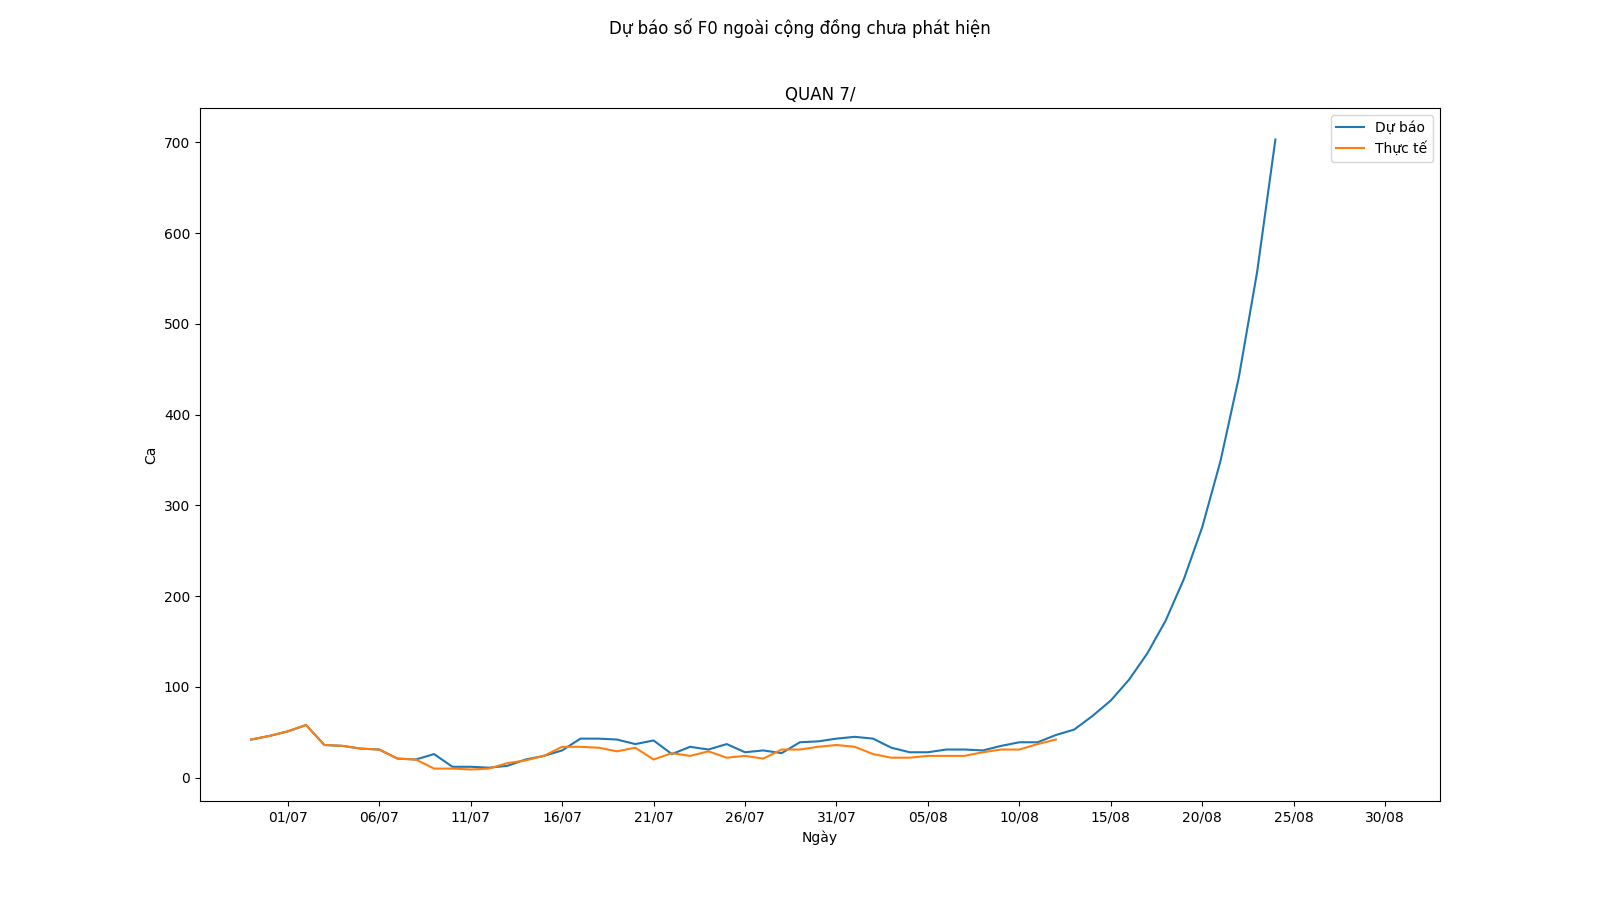 Dự báo số F0 ngoài cộng đồng chưa phát hiện
QUAN 7/
Dự báo
Thực tế
700
600
500
400
300
200
100
0
Ca
01/07 06/07 11/07 16/07 21/07 26/07 31/07 05/08 10/08 15/08 20/08 25/08 30/08
Ngày